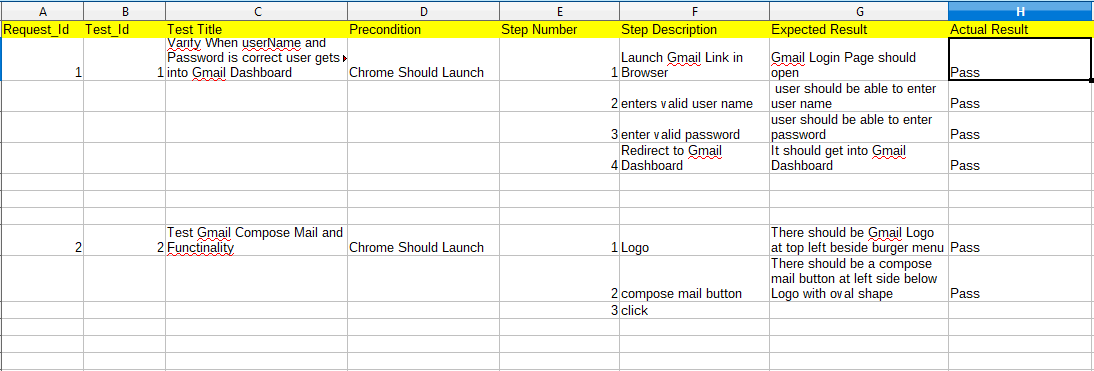 A B C D E F G H
Request_Id Test_Id Test Title Precondition Step Number Step Description Expected Result Actual Result
Varify When userName and
Password is correct user gets
into Gmail Dashboard
1 1 Chrome Should Launch 1
Launch Gmail Link in
Browser
Gmail Login Page should
open
Pass
2 enters valid user name
user should be able to enter
user name
Pass
3 enter valid password
user should be able to enter
password
Pass
4
Redirect to Gmail
Dashboard
It should get into Gmail
Dashboard
Pass
2 2
Test Gmail Compose Mail and
Functinality
Chrome Should Launch 1 Logo
There should be Gmail Logo
at top left beside burger menu
Pass
2 compose mail button
There should be a compose
mail button at left side below
Logo with oval shape
Pass
3 click